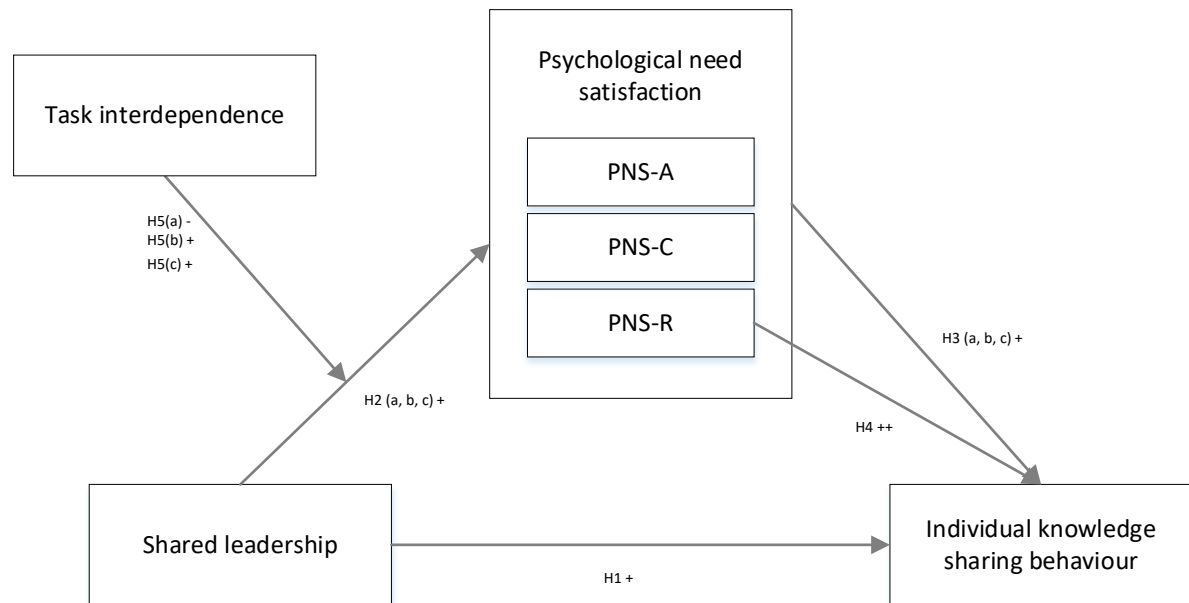 Psychological need
satisfaction
Task interdependence
PNS-A
PNS-C
PNS-R
H5(a) -
H5(b) +
H5(c) +
H3 (a, b, c) +
H2 (a, b, c) +
H4 ++
Shared leadership
Individual knowledge
sharing behaviour
H1 +